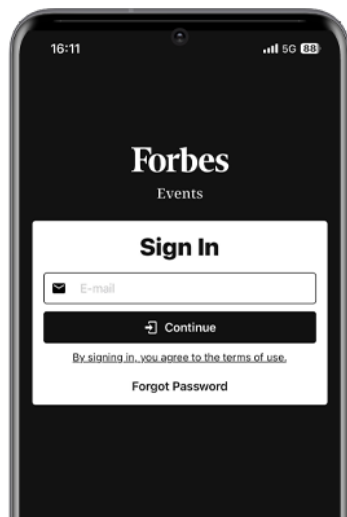 16:11
5G 88
Forbes
Events
Sign In
E-mail
Continue
By signing in, you agree to the terms of use.
Forgot Password